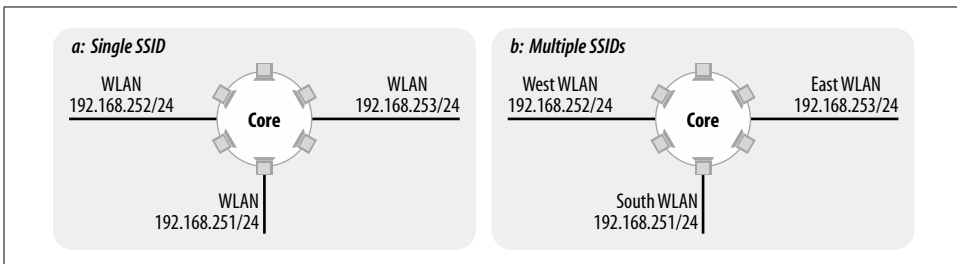 a: Single SSID
WLAN
192.168.252/24
WLAN
192.168.253/24
Core
WLAN
192.168.251/24
b: Multiple SSIDs
West WLAN
192.168.252/24
East WLAN
192.168.253/24
Core
South WLAN
192.168.251/24